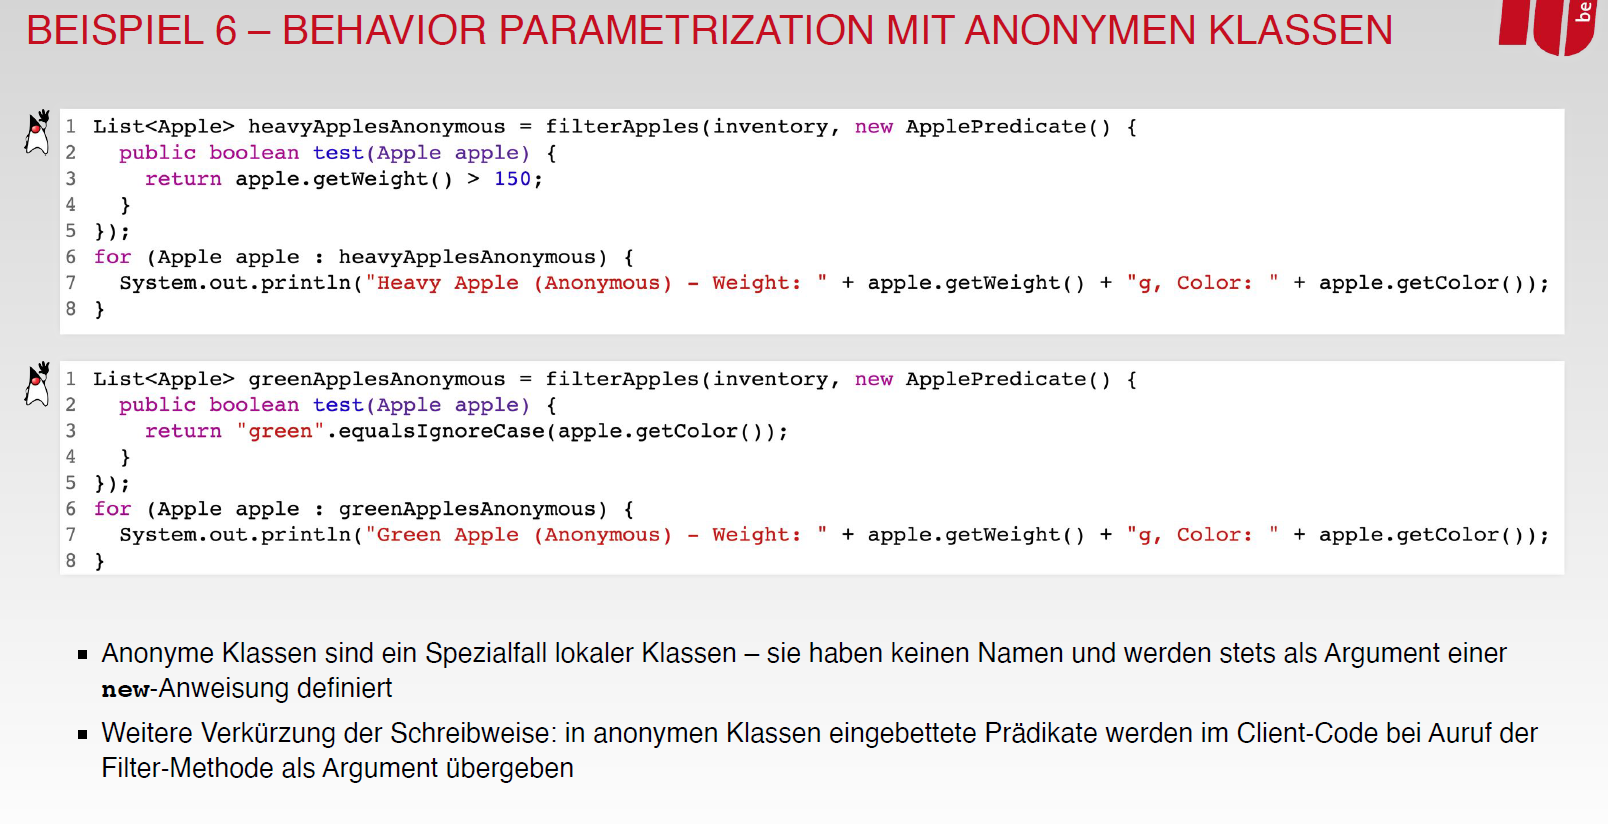 BEISPIEL 6 – BEHAVIOR PARAMETRIZATION MIT ANONYMEN KLASSEN
be
1 List<Apple> heavyApplesAnonymous = filterApples(inventory, new ApplePredicate() {
2   public boolean test(Apple apple) {
3     return apple.getWeight() > 150;
4   }
5 });
6 for (Apple apple : heavyApplesAnonymous) {
7   System.out.println("Heavy Apple (Anonymous) - Weight: " + apple.getWeight() + "g, Color: " + apple.getColor());
8 }
1 List<Apple> greenApplesAnonymous = filterApples(inventory, new ApplePredicate() {
2   public boolean test(Apple apple) {
3     return "green".equalsIgnoreCase(apple.getColor());
4   }
5 });
6 for (Apple apple : greenApplesAnonymous) {
7   System.out.println("Green Apple (Anonymous) - Weight: " + apple.getWeight() + "g, Color: " + apple.getColor());
8 }
▪ Anonyme Klassen sind ein Spezialfall lokaler Klassen – sie haben keinen Namen und werden stets als Argument einer
new-Anweisung definiert
▪ Weitere Verkürzung der Schreibweise: in anonymen Klassen eingebettete Prädikate werden im Client-Code bei Auruf der
Filter-Methode als Argument übergeben